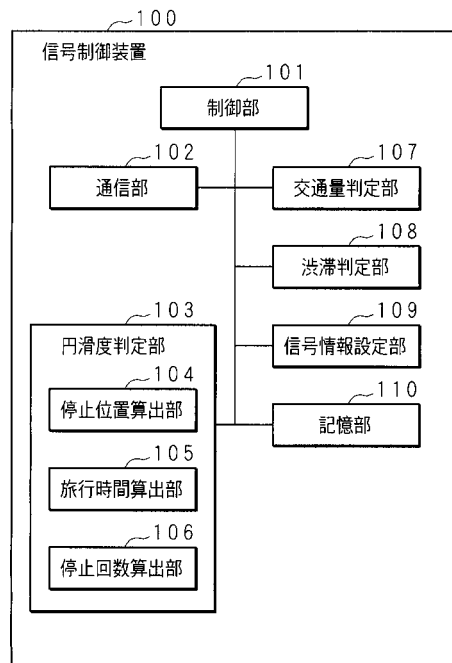 100
信号制御装置
101
制御部
102
通信部
107
交通量判定部
108
渋滞判定部
103
円滑度判定部
109
信号情報設定部
104
停止位置算出部
110
記憶部
105
旅行時間算出部
106
停止回数算出部